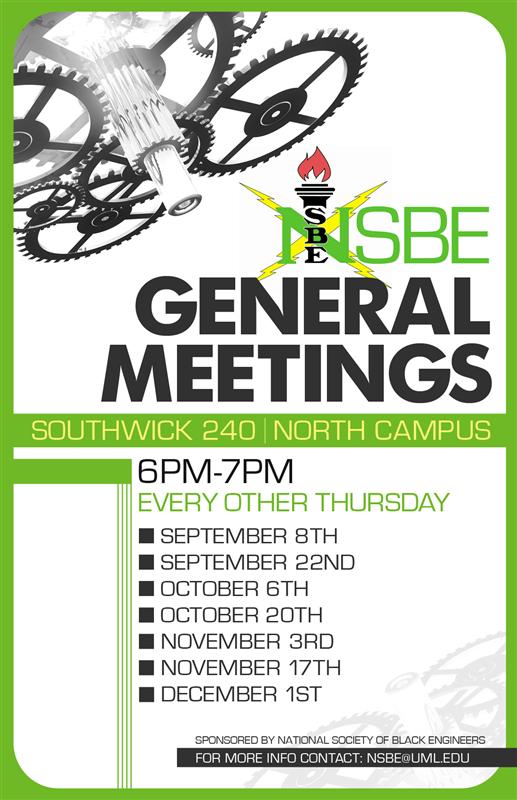 NSBE
NSBE
GENERAL
MEETINGS
SOUTHWICK 240 | NORTH CAMPUS
6PM-7PM
EVERY OTHER THURSDAY
■ SEPTEMBER 8TH
■ SEPTEMBER 22ND
■ OCTOBER 6TH
■ OCTOBER 20TH
■ NOVEMBER 3RD
■ NOVEMBER 17TH
■ DECEMBER 1ST
SPONSORED BY NATIONAL SOCIETY OF BLACK ENGINEERS
FOR MORE INFO CONTACT: NSBE@UML.EDU